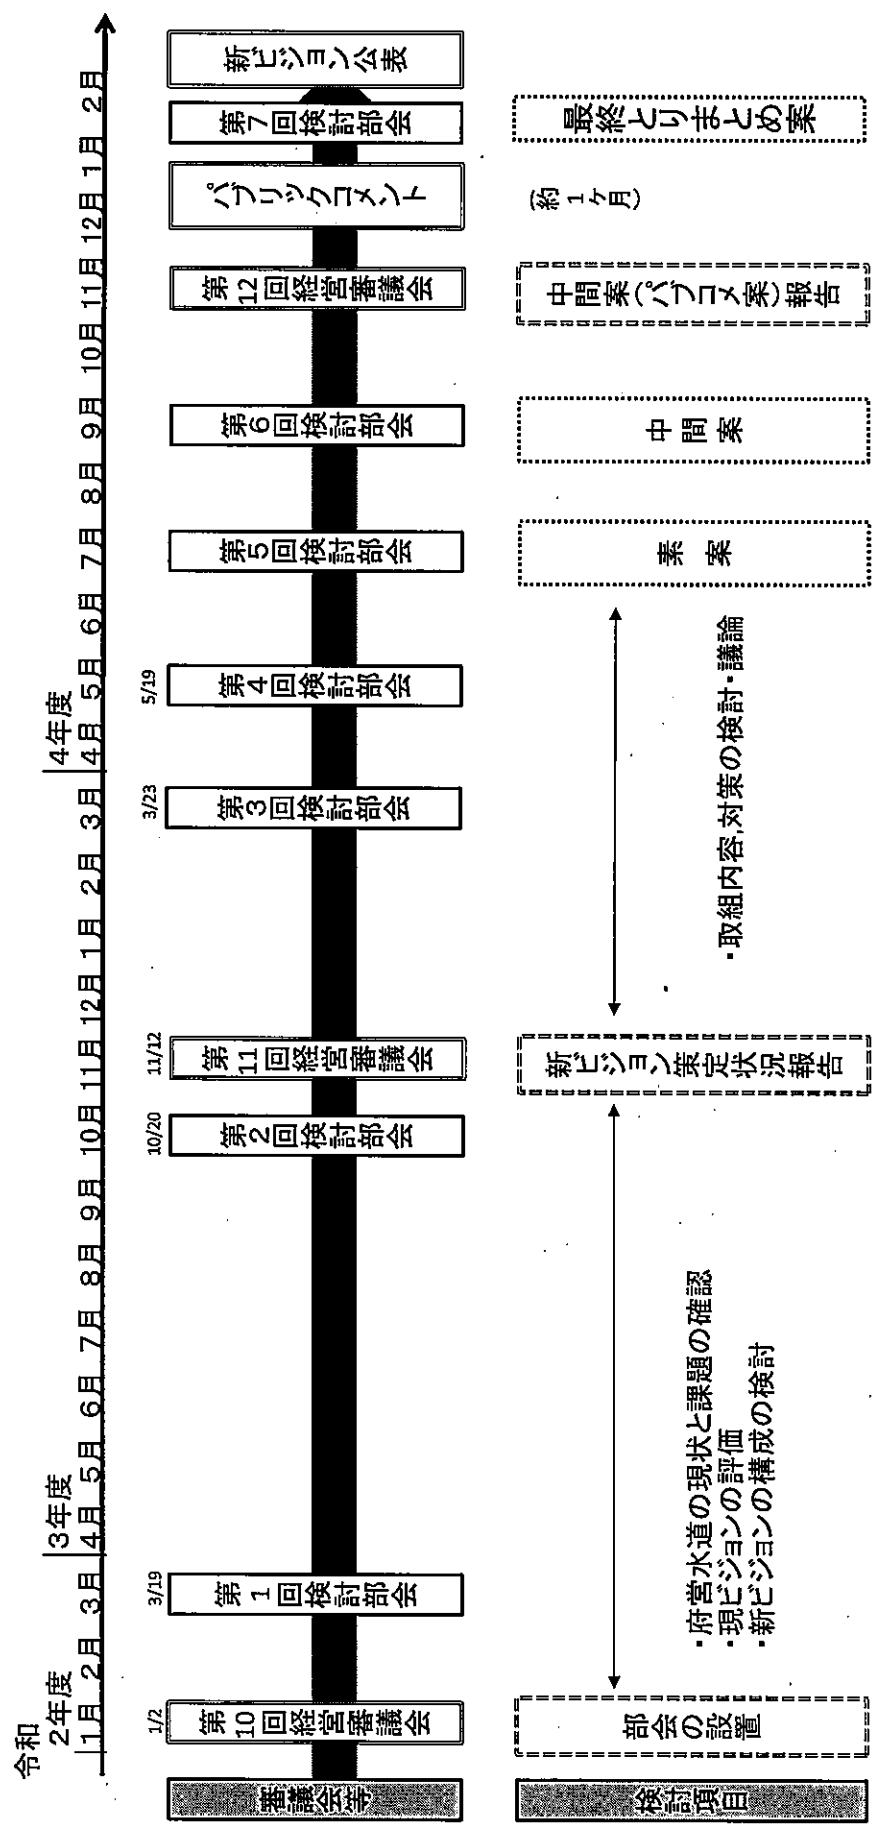 令和
2年度
3年度
4年度
1月 2月 3月 4月 5月 6月 7月 8月 9月 10月 11月 12月 1月 2月 3月 4月 5月 6月 7月 8月 9月 10月 11月 12月 1月 2月
審議会等
1/2
第10回経営審議会
3/19
第1回検討部会
10/20
第2回検討部会
11/12
第11回経営審議会
3/23
第3回検討部会
5/19
第4回検討部会
第5回検討部会
第6回検討部会
第12回経営審議会
パブリックコメント
第7回検討部会
新ビジョン公表
検討項目
部会の設置
・府営水道の現状と課題の確認
・現ビジョンの評価
・新ビジョンの構成の検討
新ビジョン策定状況報告
・取組内容,対策の検討・議論
素 案
中 間 案
中間案(パブコメ案)報告
(約1ヶ月)
最終とりまとめ案